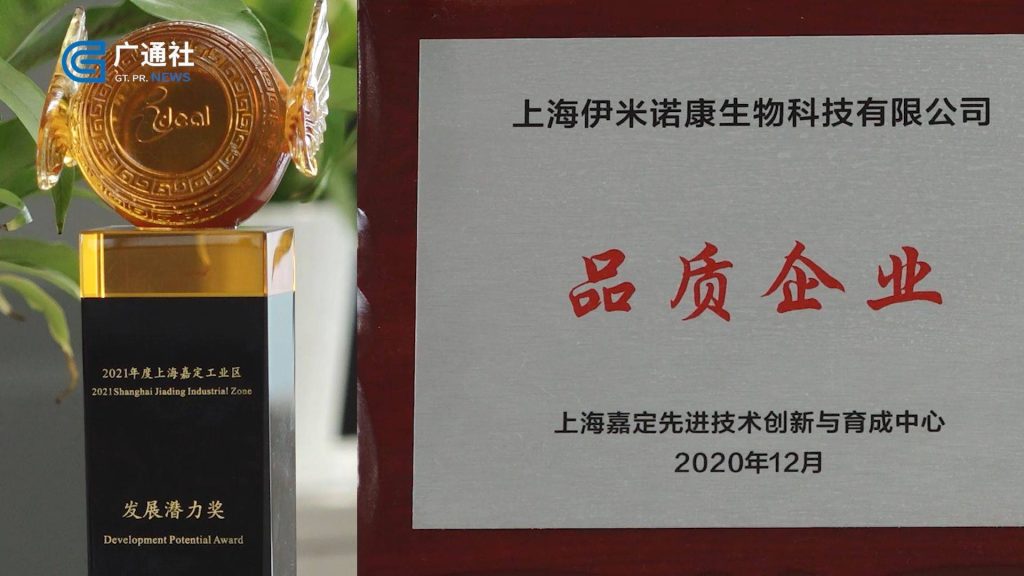 广通社
GT. PR. NEWS
2021年度上海嘉定工业区
2021 Shanghai Jiading Industrial Zone
发展潜力奖
Development Potential Award
上海伊米诺康生物科技有限公司
品质企业
上海嘉定先进技术创新与育成中心
2020年12月